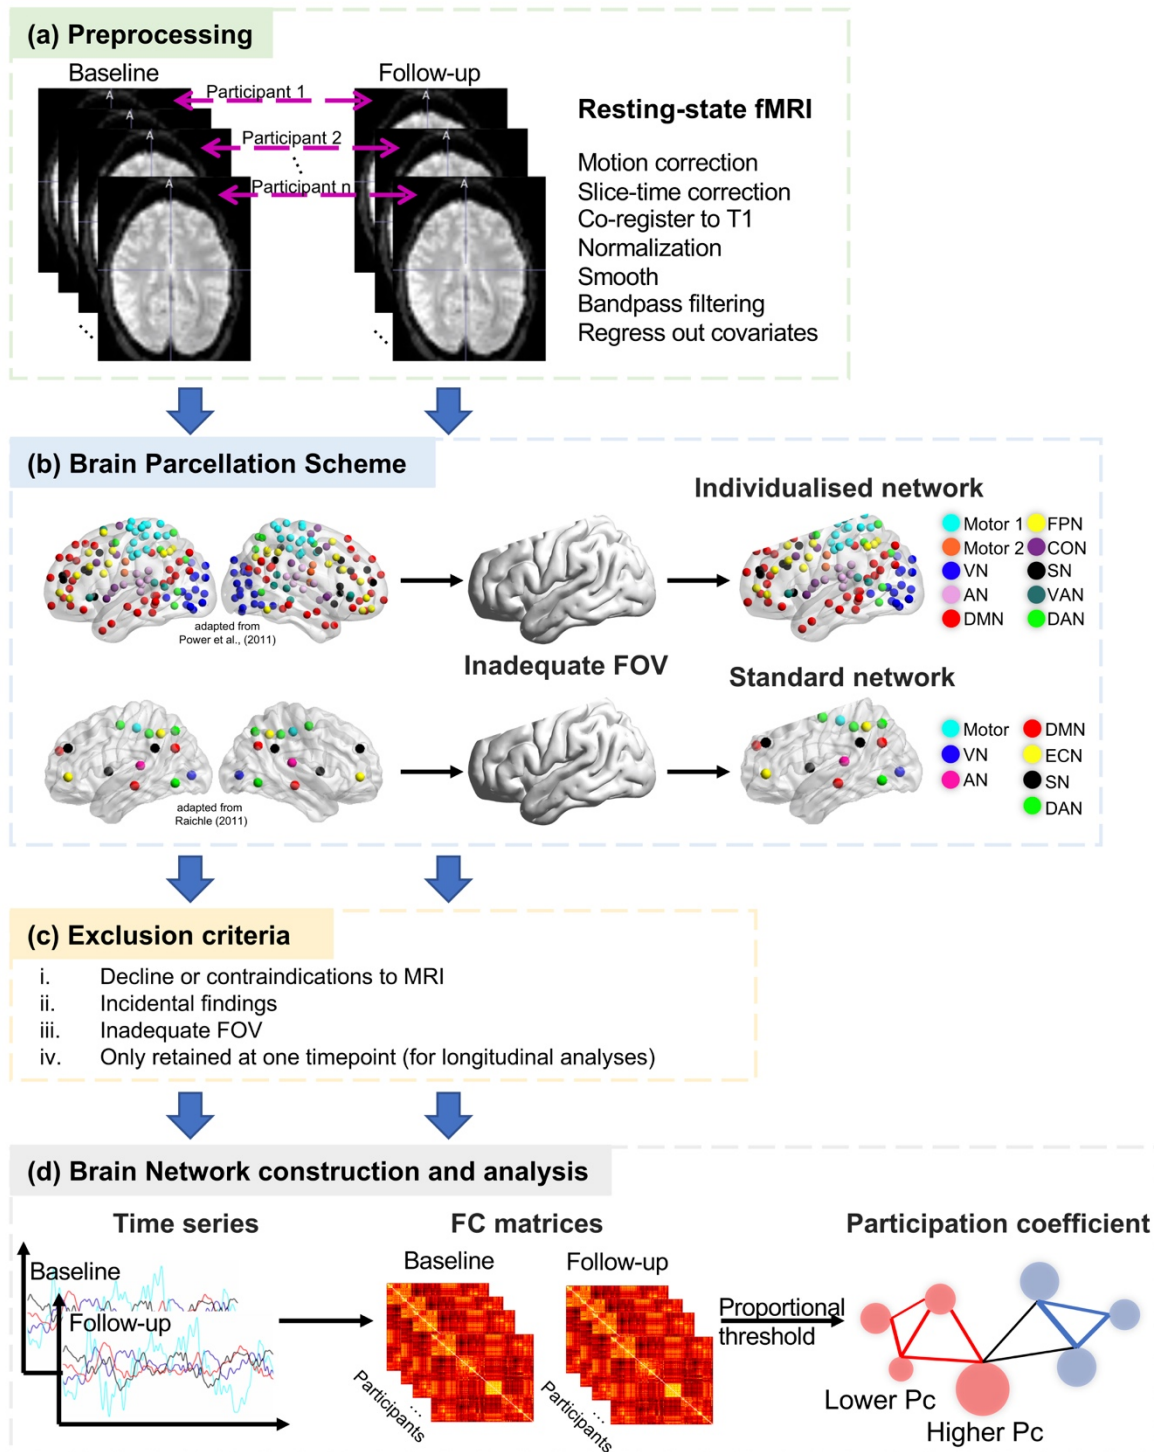 (a) Preprocessing
Baseline
Follow-up
Participant 1
Participant 2
Participant n
A
A
A
A
A
A
Resting-state fMRI
Motion correction
Slice-time correction
Co-register to T1
Normalization
Smooth
Bandpass filtering
Regress out covariates
(b) Brain Parcellation Scheme
Individualised network
adapted from
Power et al., (2011)
Motor 1
FPN
Motor 2
CON
VN
SN
AN
VAN
DMN
DAN
Inadequate FOV
Standard network
adapted from
Raichle (2011)
Motor
DMN
VN
ECN
AN
SN
DAN
(c) Exclusion criteria
i. Decline or contraindications to MRI
ii. Incidental findings
iii. Inadequate FOV
iv. Only retained at one timepoint (for longitudinal analyses)
(d) Brain Network construction and analysis
Time series
Baseline
Follow-up
FC matrices
Baseline
Follow-up
Participants
...
Participants
...
Proportional
threshold
Participation coefficient
Lower Pc
Higher Pc